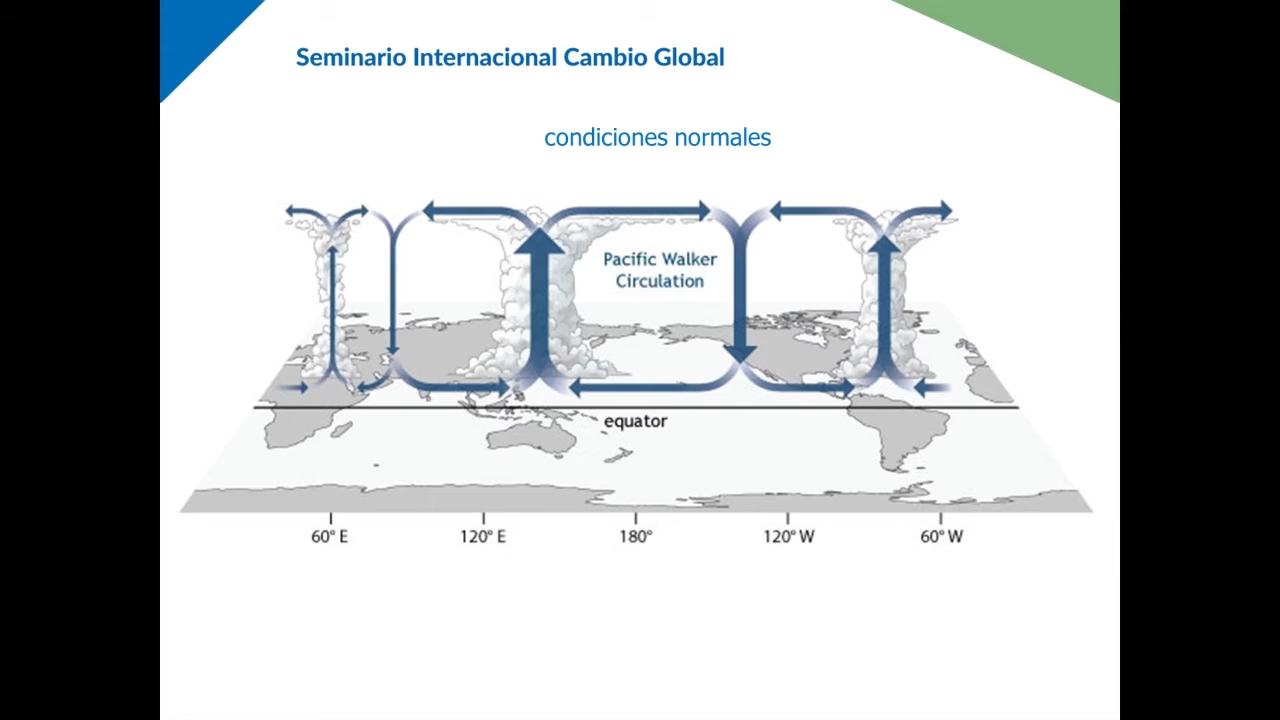 Seminario Internacional Cambio Global
condiciones normales
Pacific Walker
Circulation
equator
60° E
120° E
180°
120° W
60° W